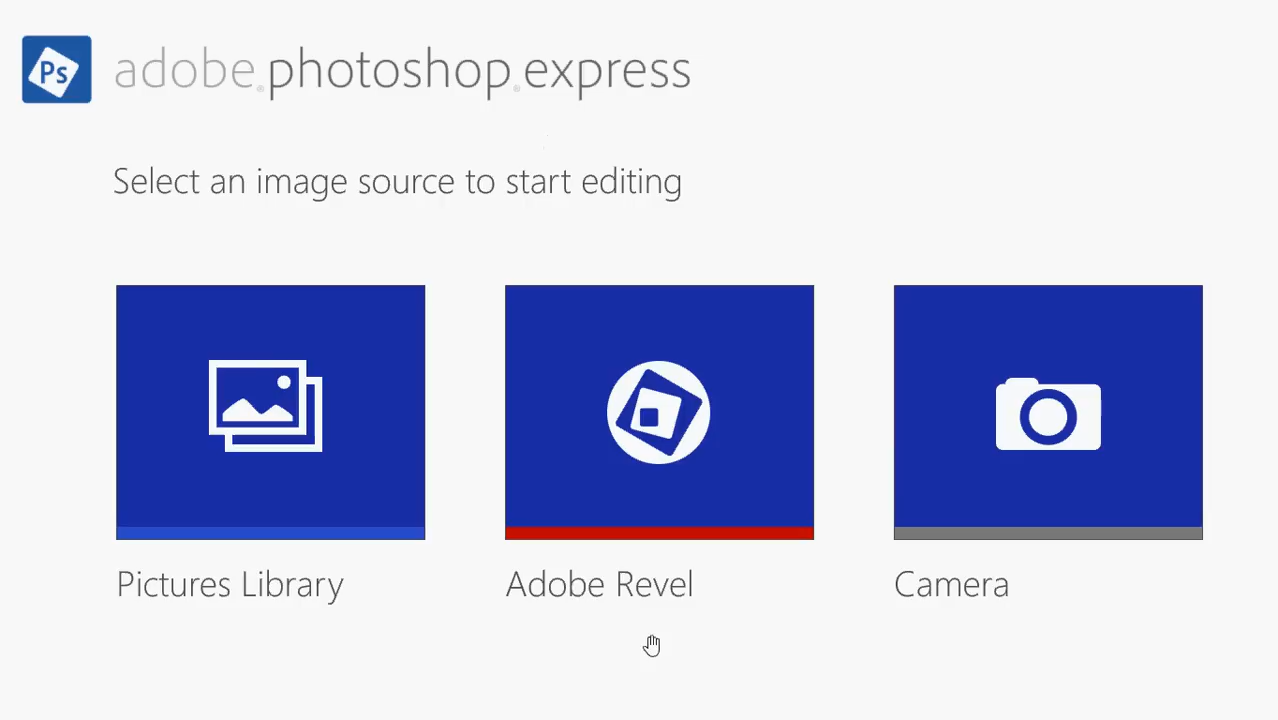 Ps
adobe® photoshop® express
Select an image source to start editing
Pictures Library
Adobe Revel
Camera